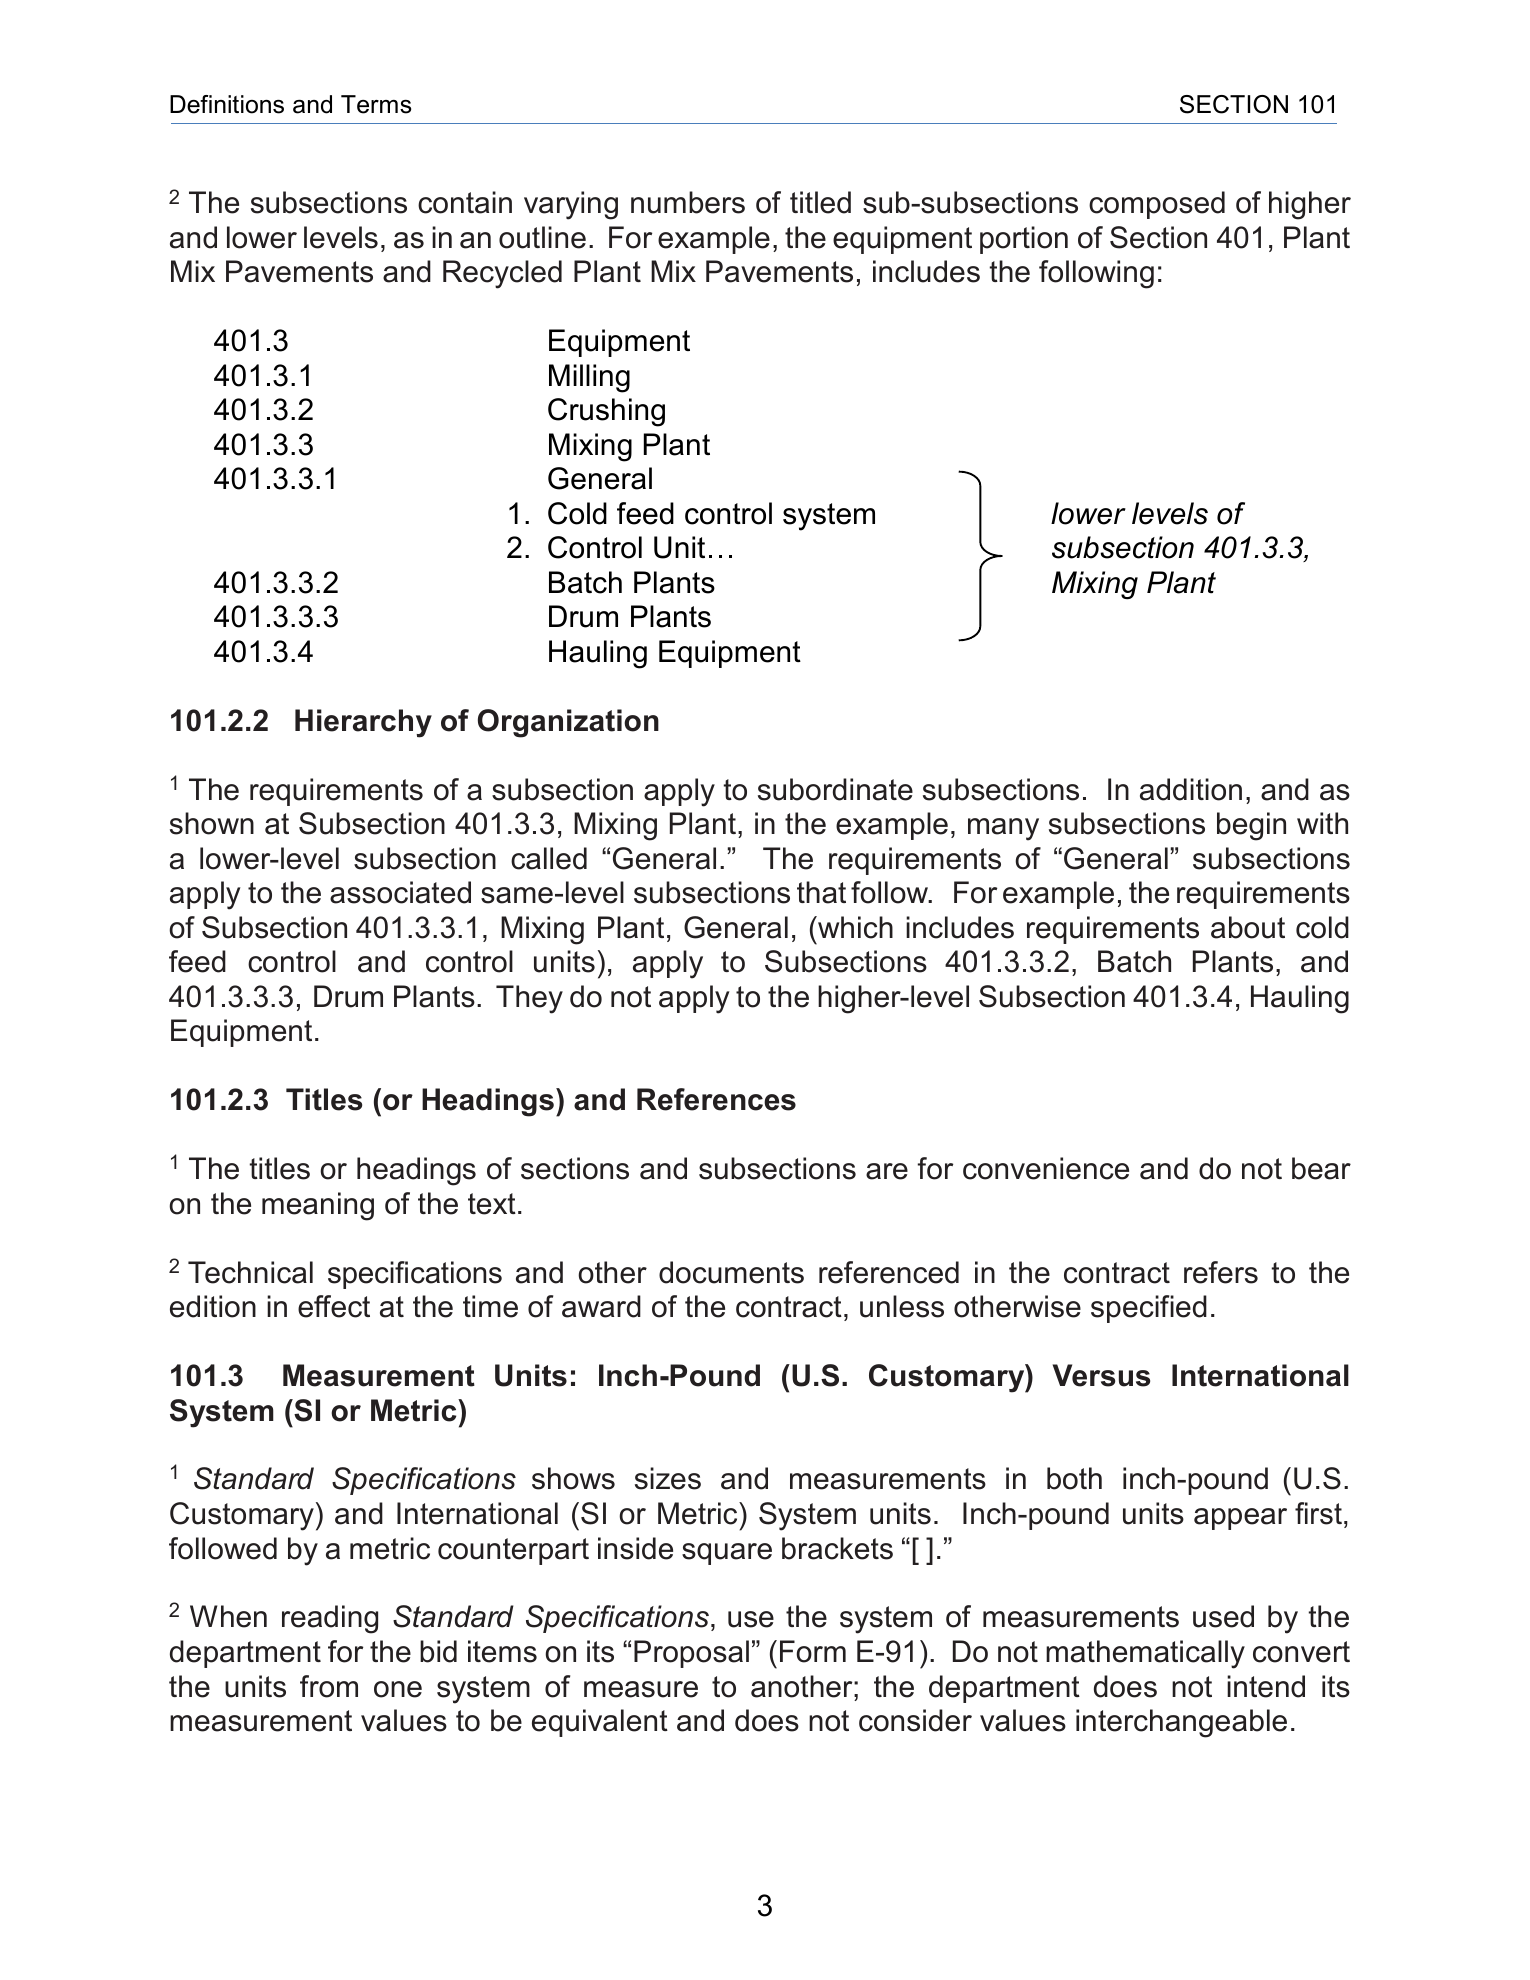 Definitions and Terms SECTION 101
2 The subsections contain varying numbers of titled sub-subsections composed of higher
and lower levels, as in an outline. For example, the equipment portion of Section 401, Plant
Mix Pavements and Recycled Plant Mix Pavements, includes the following:
401.3 Equipment
401.3.1 Milling
401.3.2 Crushing
401.3.3 Mixing Plant
401.3.3.1 General
1. Cold feed control system lower levels of
2. Control Unit… subsection 401.3.3,
401.3.3.2 Batch Plants Mixing Plant
401.3.3.3 Drum Plants
401.3.4 Hauling Equipment
101.2.2 Hierarchy of Organization
1 The requirements of a subsection apply to subordinate subsections. In addition, and as
shown at Subsection 401.3.3, Mixing Plant, in the example, many subsections begin with
a lower-level subsection called “General.” The requirements of “General” subsections
apply to the associated same-level subsections that follow. For example, the requirements
of Subsection 401.3.3.1, Mixing Plant, General, (which includes requirements about cold
feed control and control units), apply to Subsections 401.3.3.2, Batch Plants, and
401.3.3.3, Drum Plants. They do not apply to the higher-level Subsection 401.3.4, Hauling
Equipment.
101.2.3 Titles (or Headings) and References
1 The titles or headings of sections and subsections are for convenience and do not bear
on the meaning of the text.
2 Technical specifications and other documents referenced in the contract refers to the
edition in effect at the time of award of the contract, unless otherwise specified.
101.3 Measurement Units: Inch-Pound (U.S. Customary) Versus International
System (SI or Metric)
1 Standard Specifications shows sizes and measurements in both inch-pound (U.S.
Customary) and International (SI or Metric) System units. Inch-pound units appear first,
followed by a metric counterpart inside square brackets “[ ].”
2 When reading Standard Specifications, use the system of measurements used by the
department for the bid items on its “Proposal” (Form E-91). Do not mathematically convert
the units from one system of measure to another; the department does not intend its
measurement values to be equivalent and does not consider values interchangeable.
3